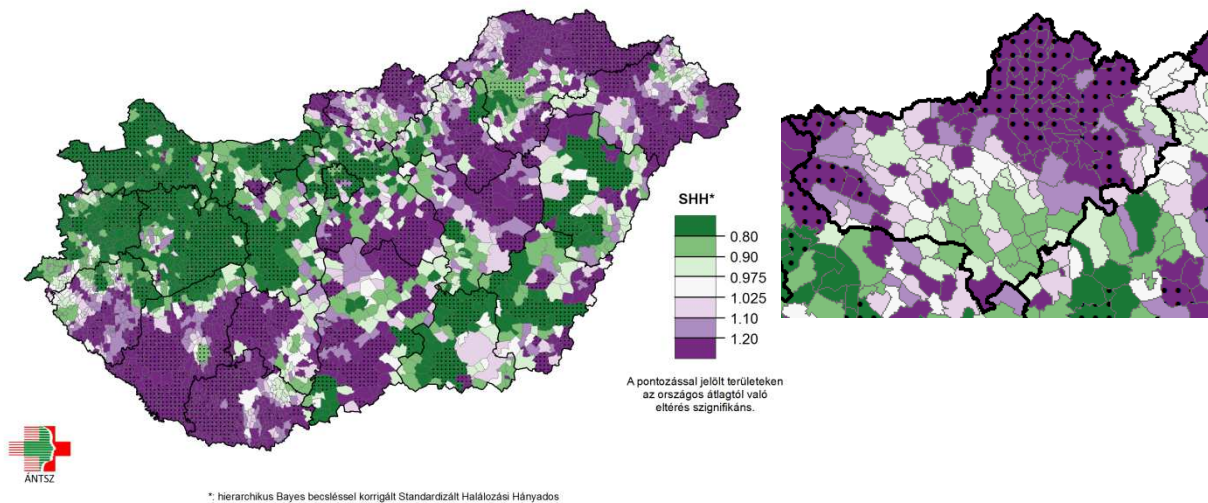 SHH*
0.80
0.90
0.975
1.025
1.10
1.20
A pontozással jelölt területeken
az országos átlagtól való
eltérés szignifikáns.
ÁNTSZ
*: hierarchikus Bayes becsléssel korrigált Standardizált Halálozási Hányados